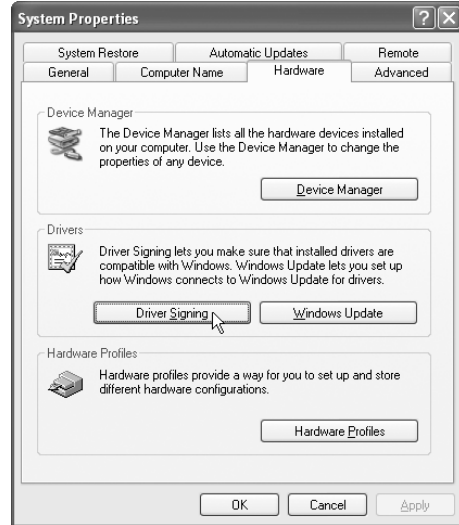 System Properties
System Restore Automatic Updates Remote
General Computer Name Hardware Advanced
Device Manager
The Device Manager lists all the hardware devices installed
on your computer. Use the Device Manager to change the
properties of any device.
Device Manager
Drivers
Driver Signing lets you make sure that installed drivers are
compatible with Windows. Windows Update lets you set up
how Windows connects to Windows Update for drivers.
Driver Signing Windows Update
Hardware Profiles
Hardware profiles provide a way for you to set up and store
different hardware configurations.
Hardware Profiles
OK Cancel Apply